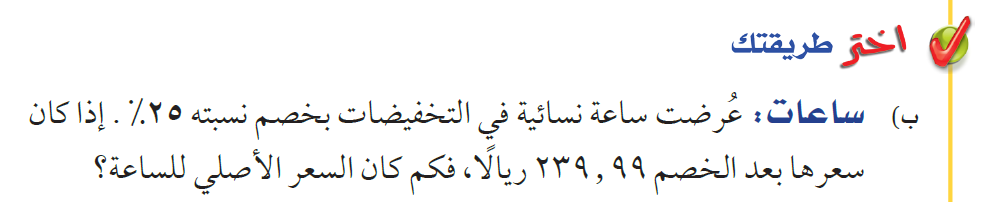 اختر طريقتك
ب) ساعات: عُرضت ساعة نسائية في التخفيضات بخصم نسبته ٢٥٪ . إذا كان
سعرها بعد الخصم ٢٣٩,٩٩ ريالًا، فكم كان السعر الأصلي للساعة؟